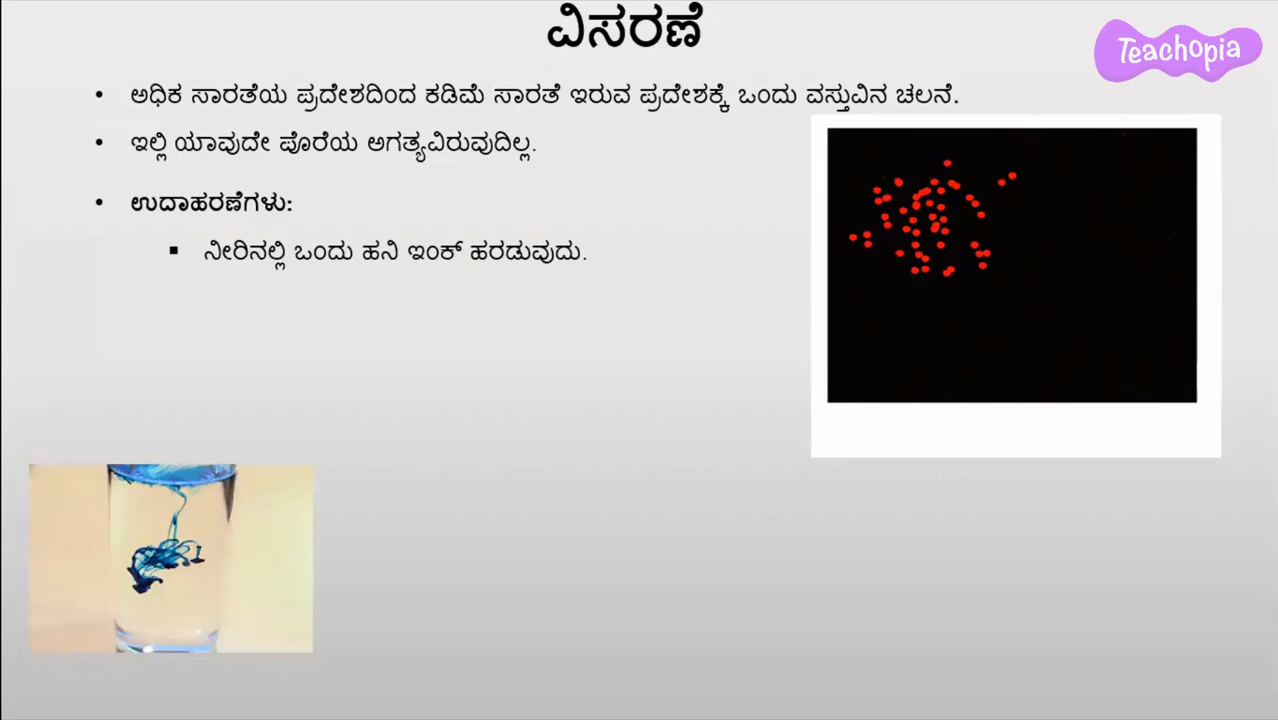 ವಿಸರಣೆ
Teachopia
• ಅಧಿಕ ಸಾರತೆಯ ಪ್ರದೇಶದಿಂದ ಕಡಿಮೆ ಸಾರತೆ ಇರುವ ಪ್ರದೇಶಕ್ಕೆ ಒಂದು ವಸ್ತುವಿನ ಚಲನೆ.
• ಇಲ್ಲಿ ಯಾವುದೇ ಪೊರೆಯ ಅಗತ್ಯವಿರುವುದಿಲ್ಲ.
• ಉದಾಹರಣೆಗಳು:
▪ ನೀರಿನಲ್ಲಿ ಒಂದು ಹನಿ ಇಂಕ್ ಹರಡುವುದು.